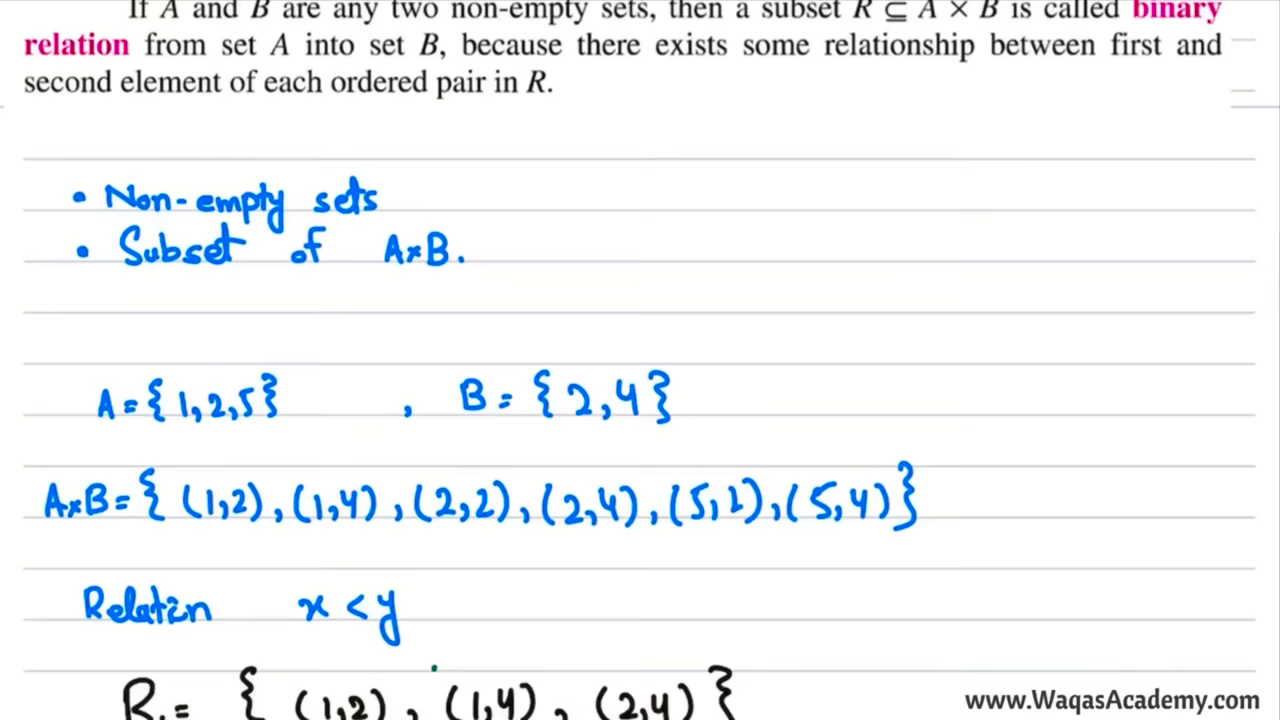 If A and B are any two non-empty sets, then a subset R ⊆ A × B is called binary
relation from set A into set B, because there exists some relationship between first and
second element of each ordered pair in R.
• Non-empty sets
• Subset of A×B.
A = {1,2,5} , B = {2,4}
A×B = { (1,2), (1,4), (2,2), (2,4), (5,2), (5,4) }
Relation x < y
R₁ = { (1,2), (1,4), (2,4) }
www.WaqasAcademy.com